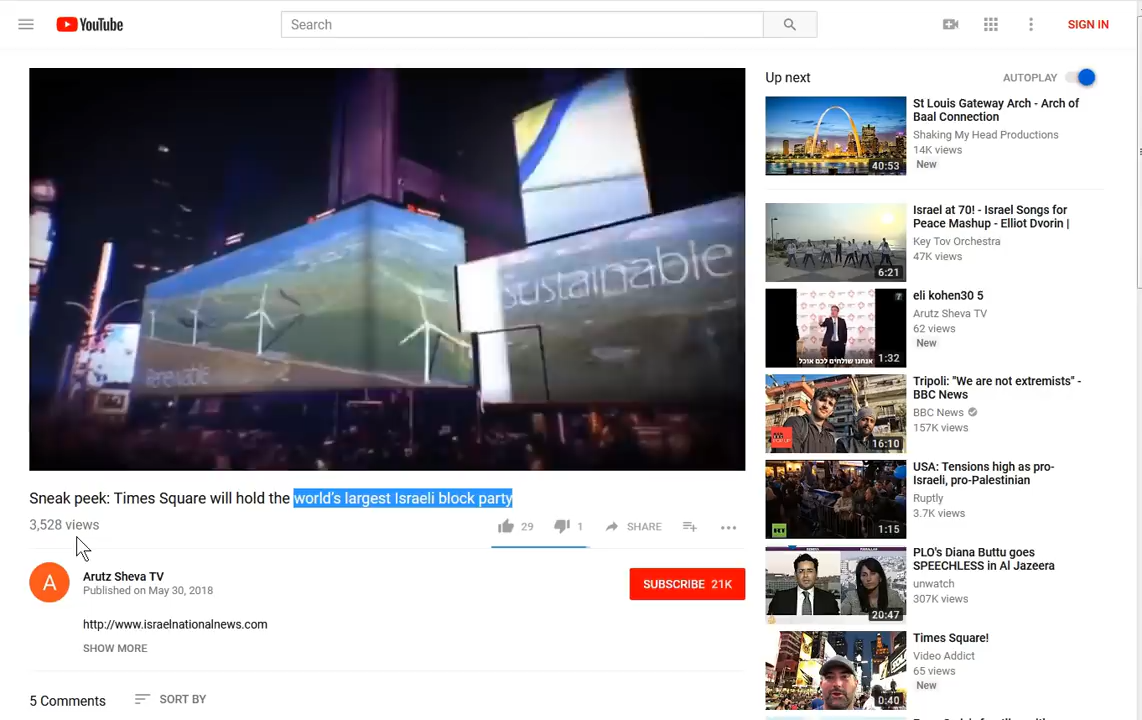 YouTube
Search
SIGN IN
Sustainable
Renewable
Sneak peek: Times Square will hold the world's largest Israeli block party
3,528 views
29
1
SHARE
A
Arutz Sheva TV
Published on May 30, 2018
SUBSCRIBE 21K
http://www.israelnationalnews.com
SHOW MORE
5 Comments
SORT BY
Up next
AUTOPLAY
40:53
St Louis Gateway Arch - Arch of
Baal Connection
Shaking My Head Productions
14K views
New
6:21
Israel at 70! - Israel Songs for
Peace Mashup - Elliot Dvorin |
Key Tov Orchestra
47K views
אנחנו שולחים לכם אוכל
1:32
eli kohen30 5
Arutz Sheva TV
62 views
New
16:10
Tripoli: "We are not extremists" -
BBC News
BBC News
157K views
RT
1:15
USA: Tensions high as pro-
Israeli, pro-Palestinian
Ruptly
3.7K views
20:47
PLO's Diana Buttu goes
SPEECHLESS in Al Jazeera
unwatch
307K views
0:40
Times Square!
Video Addict
65 views
New